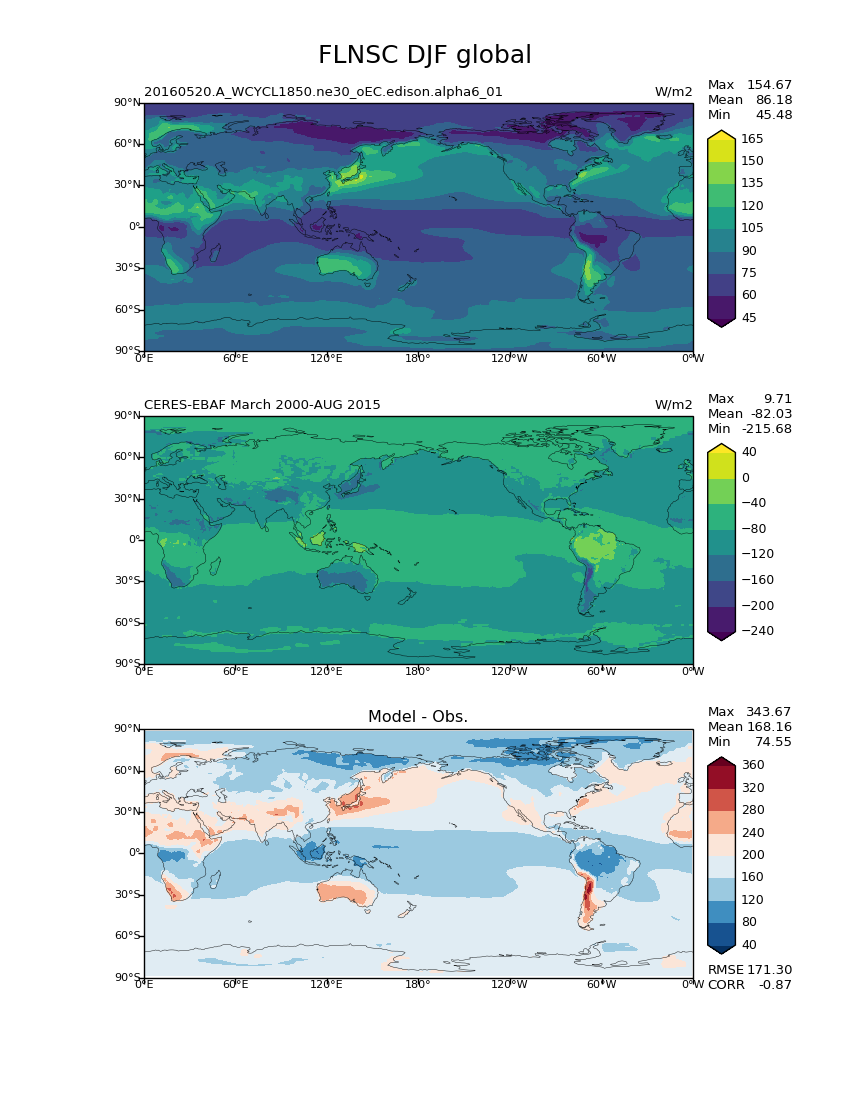 FLNSC DJF global
20160520.A_WCYCL1850.ne30_oEC.edison.alpha6_01 W/m2
Max 154.67
Mean 86.18
Min 45.48
90°N
60°N
30°N
0°
30°S
60°S
90°S
0°E 60°E 120°E 180° 120°W 60°W 0°W
165
150
135
120
105
90
75
60
45
CERES-EBAF March 2000-AUG 2015 W/m2
Max 9.71
Mean -82.03
Min -215.68
90°N
60°N
30°N
0°
30°S
60°S
90°S
0°E 60°E 120°E 180° 120°W 60°W 0°W
40
0
−40
−80
−120
−160
−200
−240
Model - Obs.
Max 343.67
Mean 168.16
Min 74.55
90°N
60°N
30°N
0°
30°S
60°S
90°S
0°E 60°E 120°E 180° 120°W 60°W 0°W
360
320
280
240
200
160
120
80
40
RMSE 171.30
CORR -0.87